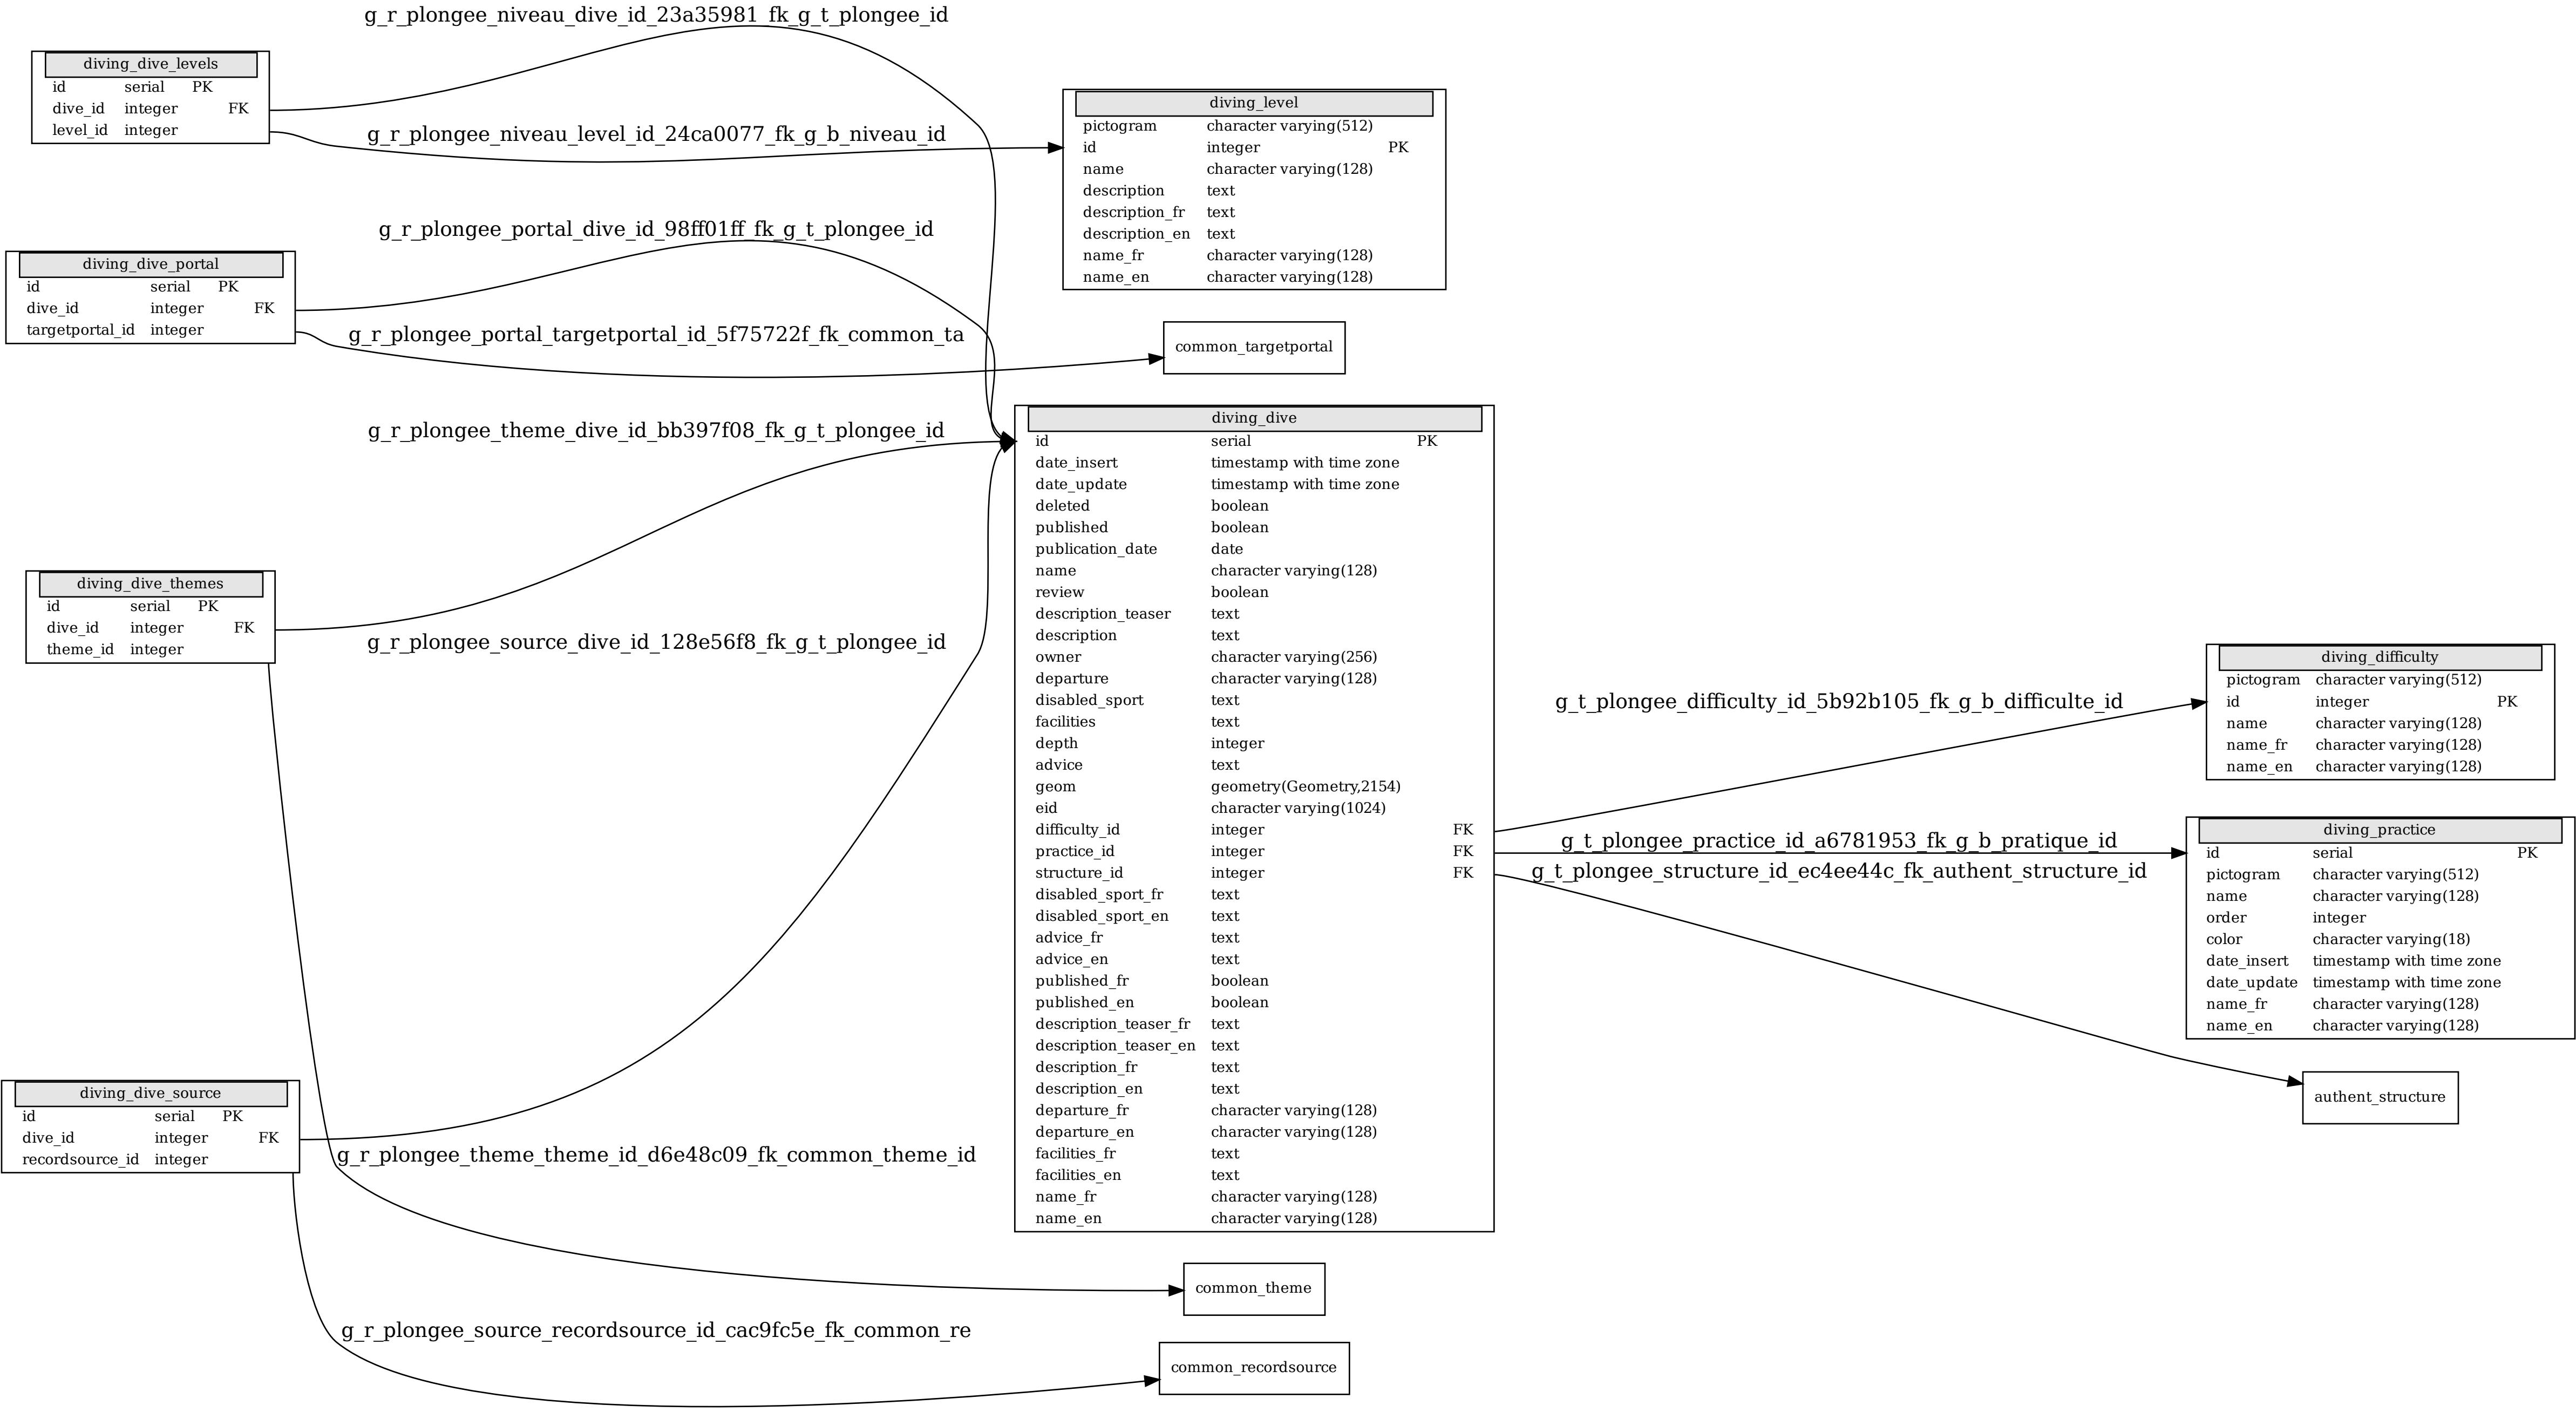 g_r_plongee_niveau_dive_id_23a35981_fk_g_t_plongee_id
diving_dive_levels
id serial PK
dive_id integer FK
level_id integer
g_r_plongee_niveau_level_id_24ca0077_fk_g_b_niveau_id
diving_level
pictogram character varying(512)
id integer PK
name character varying(128)
description text
description_fr text
description_en text
name_fr character varying(128)
name_en character varying(128)
g_r_plongee_portal_dive_id_98ff01ff_fk_g_t_plongee_id
diving_dive_portal
id serial PK
dive_id integer FK
targetportal_id integer
g_r_plongee_portal_targetportal_id_5f75722f_fk_common_ta
common_targetportal
g_r_plongee_theme_dive_id_bb397f08_fk_g_t_plongee_id
diving_dive
id serial PK
date_insert timestamp with time zone
date_update timestamp with time zone
deleted boolean
published boolean
publication_date date
name character varying(128)
review boolean
description_teaser text
description text
owner character varying(256)
departure character varying(128)
disabled_sport text
facilities text
depth integer
advice text
geom geometry(Geometry,2154)
eid character varying(1024)
difficulty_id integer FK
practice_id integer FK
structure_id integer FK
disabled_sport_fr text
disabled_sport_en text
advice_fr text
advice_en text
published_fr boolean
published_en boolean
description_teaser_fr text
description_teaser_en text
description_fr text
description_en text
departure_fr character varying(128)
departure_en character varying(128)
facilities_fr text
facilities_en text
name_fr character varying(128)
name_en character varying(128)
diving_dive_themes
id serial PK
dive_id integer FK
theme_id integer
g_r_plongee_source_dive_id_128e56f8_fk_g_t_plongee_id
g_t_plongee_difficulty_id_5b92b105_fk_g_b_difficulte_id
diving_difficulty
pictogram character varying(512)
id integer PK
name character varying(128)
name_fr character varying(128)
name_en character varying(128)
g_t_plongee_practice_id_a6781953_fk_g_b_pratique_id
g_t_plongee_structure_id_ec4ee44c_fk_authent_structure_id
diving_practice
id serial PK
pictogram character varying(512)
name character varying(128)
order integer
color character varying(18)
date_insert timestamp with time zone
date_update timestamp with time zone
name_fr character varying(128)
name_en character varying(128)
authent_structure
diving_dive_source
id serial PK
dive_id integer FK
recordsource_id integer
g_r_plongee_theme_theme_id_d6e48c09_fk_common_theme_id
common_theme
g_r_plongee_source_recordsource_id_cac9fc5e_fk_common_re
common_recordsource